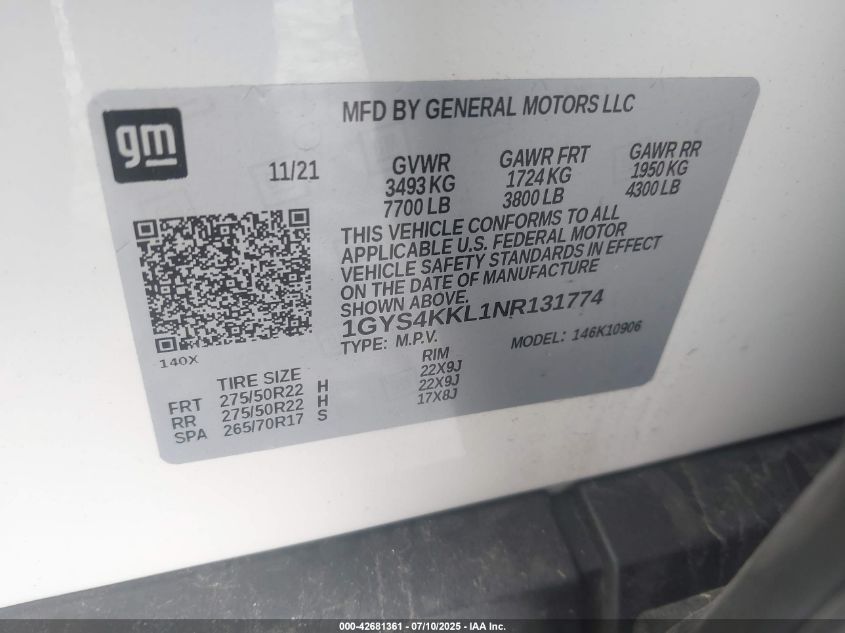 gm
MFD BY GENERAL MOTORS LLC
11/21
GVWR
3493 KG
7700 LB
GAWR FRT
1724 KG
3800 LB
GAWR RR
1950 KG
4300 LB
THIS VEHICLE CONFORMS TO ALL
APPLICABLE U.S. FEDERAL MOTOR
VEHICLE SAFETY STANDARDS IN EFFECT
ON THE DATE OF MANUFACTURE
SHOWN ABOVE.
1GYS4KKL1NR131774
TYPE: M.P.V.
MODEL: 146K10906
140X
TIRE SIZE
RIM
FRT 275/50R22 H 22X9J
RR 275/50R22 H 22X9J
SPA 265/70R17 S 17X8J
000-42681361 - 07/10/2025 - IAA Inc.